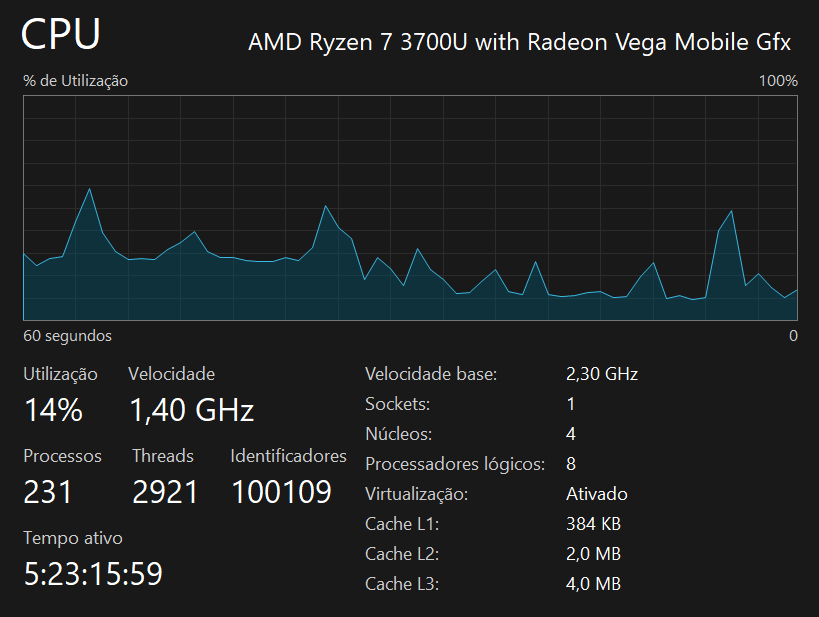 CPU
AMD Ryzen 7 3700U with Radeon Vega Mobile Gfx
% de Utilização
100%
60 segundos
0
Utilização
Velocidade
14%
1,40 GHz
Processos
Threads
Identificadores
231
2921
100109
Tempo ativo
5:23:15:59
Velocidade base:
2,30 GHz
Sockets:
1
Núcleos:
4
Processadores lógicos:
8
Virtualização:
Ativado
Cache L1:
384 KB
Cache L2:
2,0 MB
Cache L3:
4,0 MB